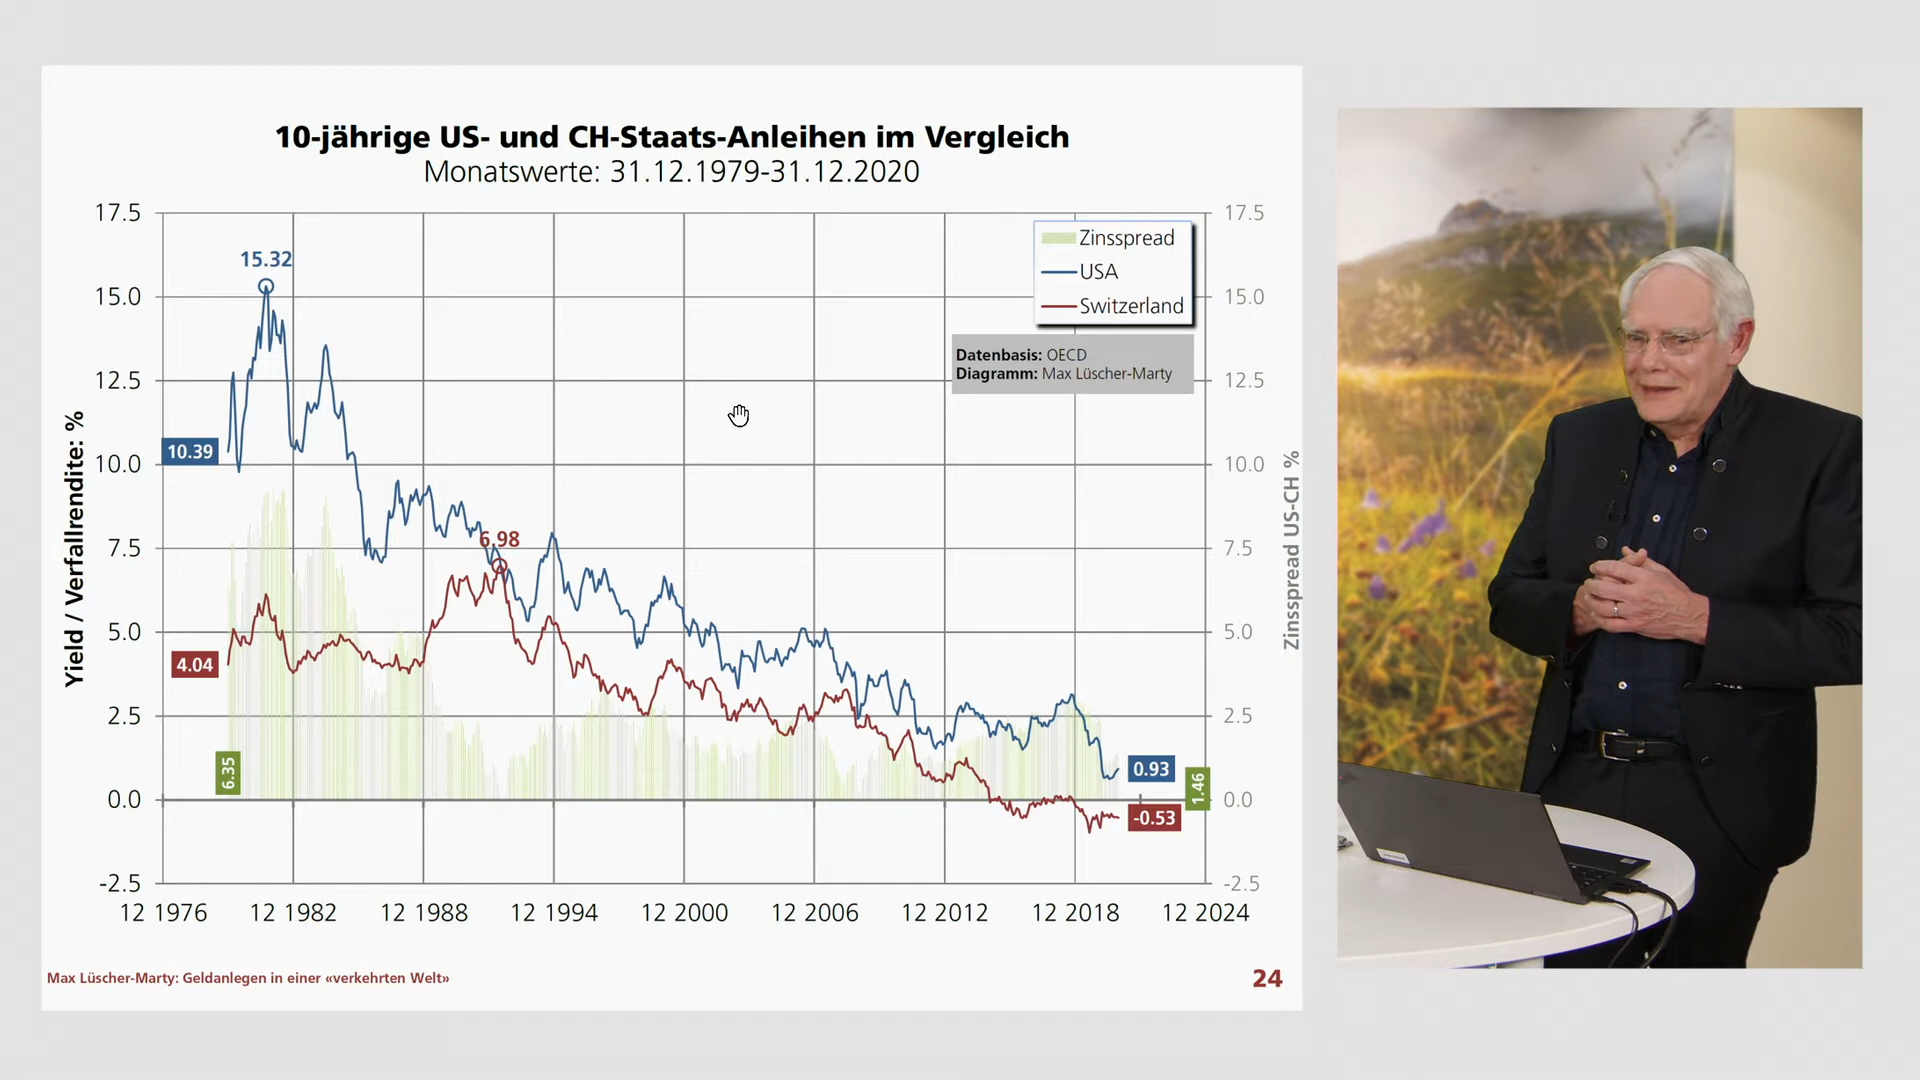 10-jährige US- und CH-Staats-Anleihen im Vergleich
Monatswerte: 31.12.1979-31.12.2020
Yield / Verfallrendite: %
17.5
15.0
12.5
10.0
7.5
5.0
2.5
0.0
-2.5
15.32
10.39
6.98
4.04
6.35
Zinsspread
USA
Switzerland
Datenbasis: OECD
Diagramm: Max Lüscher-Marty
0.93
-0.53
1.46
17.5
15.0
12.5
10.0
7.5
5.0
2.5
0.0
-2.5
Zinsspread US-CH %
12 1976 12 1982 12 1988 12 1994 12 2000 12 2006 12 2012 12 2018 12 2024
Max Lüscher-Marty: Geldanlegen in einer «verkehrten Welt»
24